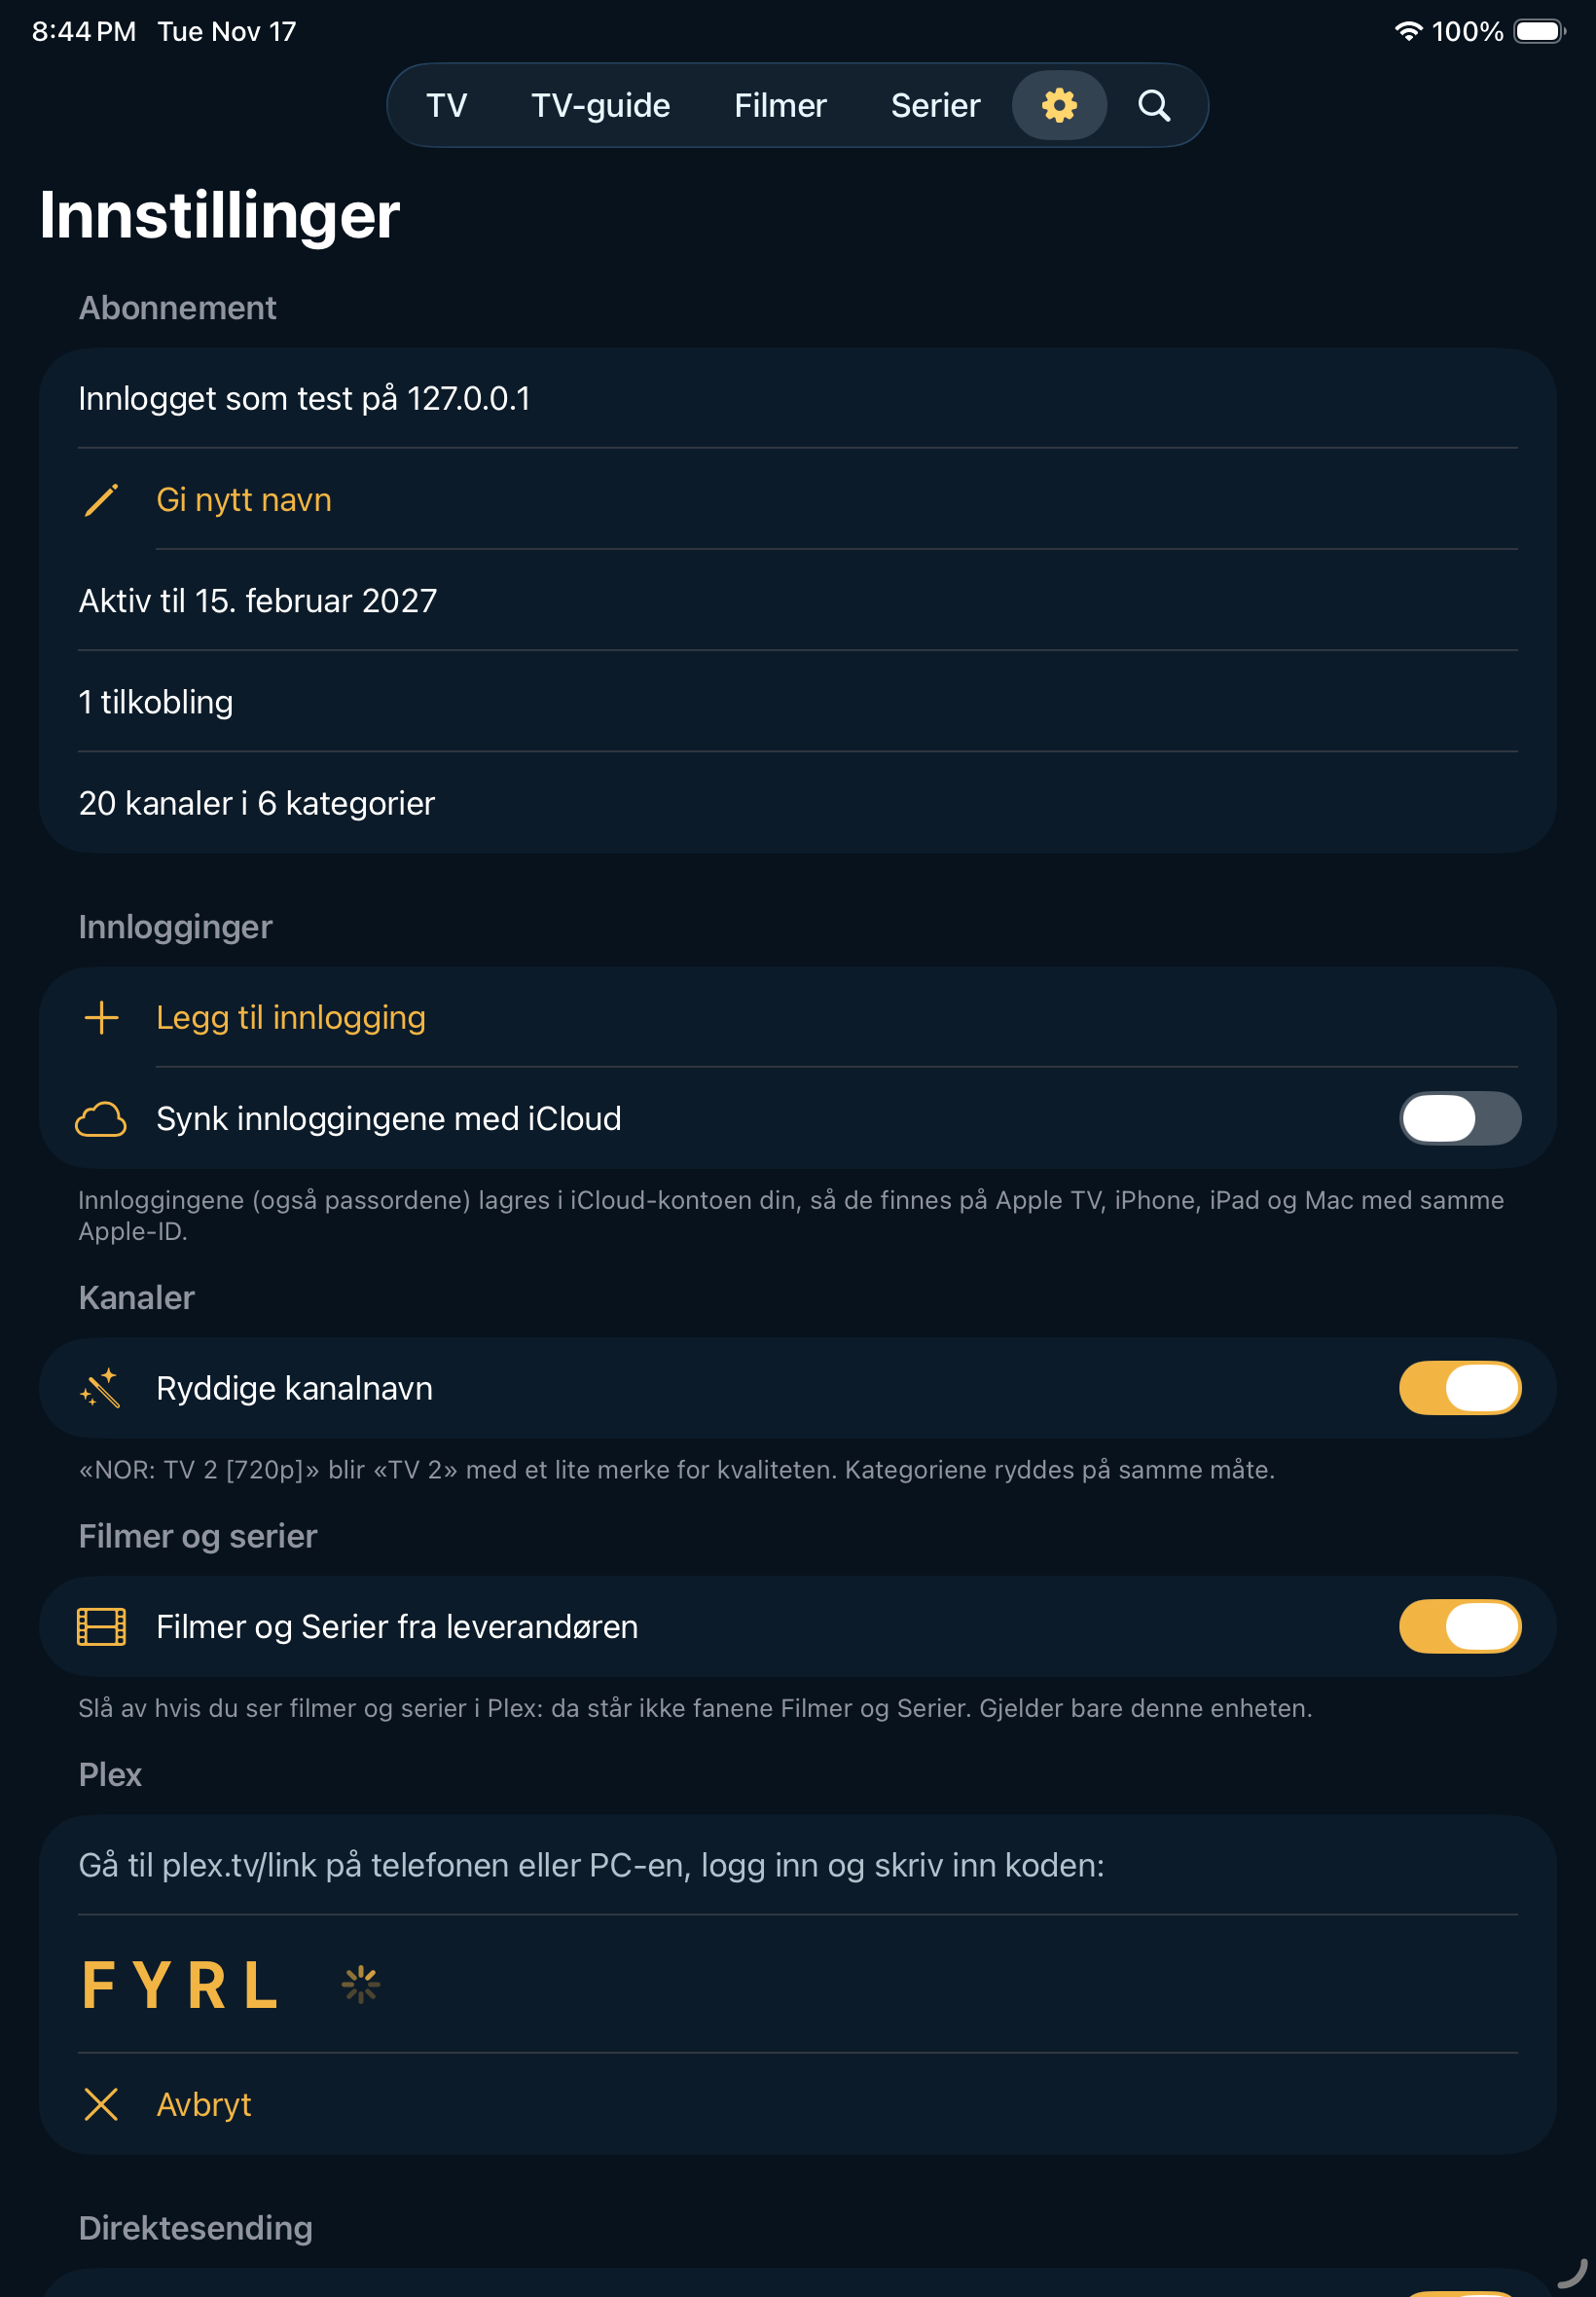 8:44 PM Tue Nov 17
100%
TV TV-guide Filmer Serier
Innstillinger
Abonnement
Innlogget som test på 127.0.0.1
Gi nytt navn
Aktiv til 15. februar 2027
1 tilkobling
20 kanaler i 6 kategorier
Innlogginger
Legg til innlogging
Synk innloggingene med iCloud
Innloggingene (også passordene) lagres i iCloud-kontoen din, så de finnes på Apple TV, iPhone, iPad og Mac med samme
Apple-ID.
Kanaler
Ryddige kanalnavn
«NOR: TV 2 [720p]» blir «TV 2» med et lite merke for kvaliteten. Kategoriene ryddes på samme måte.
Filmer og serier
Filmer og Serier fra leverandøren
Slå av hvis du ser filmer og serier i Plex: da står ikke fanene Filmer og Serier. Gjelder bare denne enheten.
Plex
Gå til plex.tv/link på telefonen eller PC-en, logg inn og skriv inn koden:
FYRL
Avbryt
Direktesending